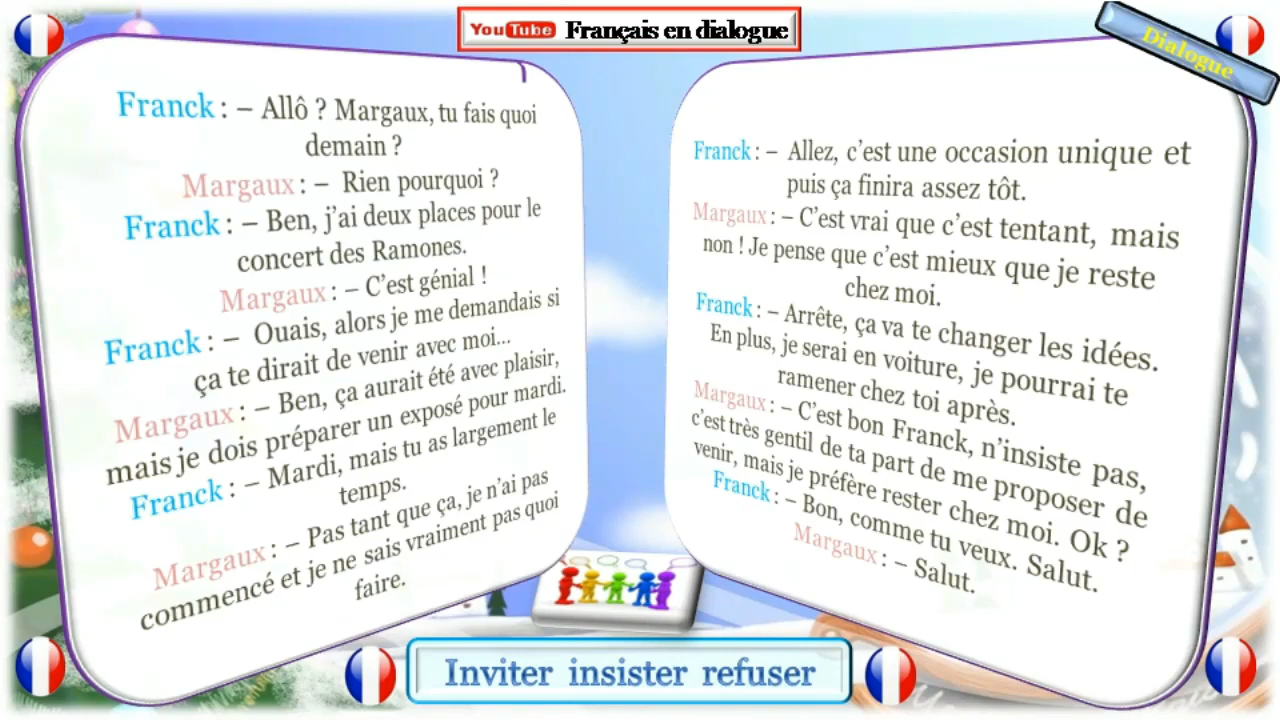 YouTube Français en dialogue
Dialogue
Franck : – Allô ? Margaux, tu fais quoi
demain ?
Margaux : – Rien pourquoi ?
Franck : – Ben, j’ai deux places pour le
concert des Ramones.
Margaux : – C’est génial !
Franck : – Ouais, alors je me demandais si
ça te dirait de venir avec moi...
Margaux : – Ben, ça aurait été avec plaisir,
mais je dois préparer un exposé pour mardi.
Franck : – Mardi, mais tu as largement le
temps.
Margaux : – Pas tant que ça, je n’ai pas
commencé et je ne sais vraiment pas quoi
faire.
Franck : – Allez, c’est une occasion unique et
puis ça finira assez tôt.
Margaux : – C’est vrai que c’est tentant, mais
non ! Je pense que c’est mieux que je reste
chez moi.
Franck : – Arrête, ça va te changer les idées.
En plus, je serai en voiture, je pourrai te
ramener chez toi après.
Margaux : – C’est bon Franck, n’insiste pas,
c’est très gentil de ta part de me proposer de
venir, mais je préfère rester chez moi. Ok ?
Franck : – Bon, comme tu veux. Salut.
Margaux : – Salut.
Inviter insister refuser